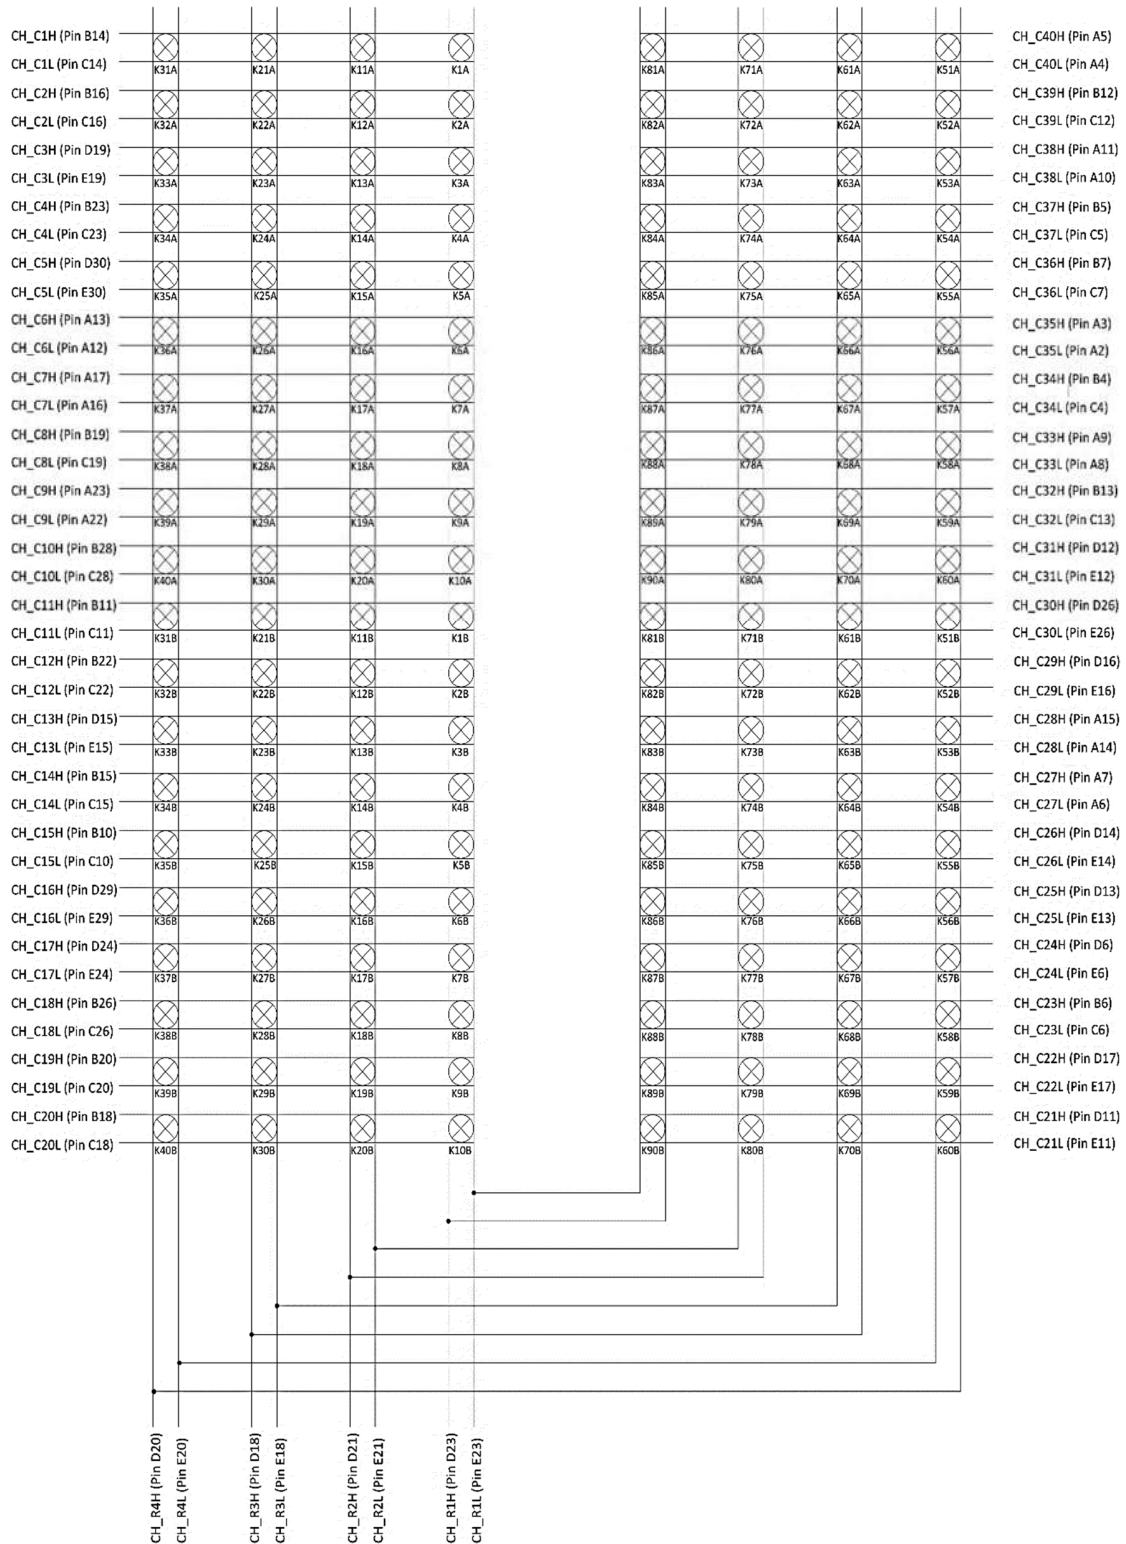 CH_C1H (Pin B14) CH_C40H (Pin A5)
CH_C1L (Pin C14) K31A K21A K11A K1A K81A K71A K61A K51A CH_C40L (Pin A4)
CH_C2H (Pin B16) CH_C39H (Pin B12)
CH_C2L (Pin C16) K32A K22A K12A K2A K82A K72A K62A K52A CH_C39L (Pin C12)
CH_C3H (Pin D19) CH_C38H (Pin A11)
CH_C3L (Pin E19) K33A K23A K13A K3A K83A K73A K63A K53A CH_C38L (Pin A10)
CH_C4H (Pin B23) CH_C37H (Pin B5)
CH_C4L (Pin C23) K34A K24A K14A K4A K84A K74A K64A K54A CH_C37L (Pin C5)
CH_C5H (Pin D30) CH_C36H (Pin B7)
CH_C5L (Pin E30) K35A K25A K15A K5A K85A K75A K65A K55A CH_C36L (Pin C7)
CH_C6H (Pin A13) CH_C35H (Pin A3)
CH_C6L (Pin A12) K36A K26A K16A K6A K86A K76A K66A K56A CH_C35L (Pin A2)
CH_C7H (Pin A17) CH_C34H (Pin B4)
CH_C7L (Pin A16) K37A K27A K17A K7A K87A K77A K67A K57A CH_C34L (Pin C4)
CH_C8H (Pin B19) CH_C33H (Pin A9)
CH_C8L (Pin C19) K38A K28A K18A K8A K88A K78A K68A K58A CH_C33L (Pin A8)
CH_C9H (Pin A23) CH_C32H (Pin B13)
CH_C9L (Pin A22) K39A K29A K19A K9A K89A K79A K69A K59A CH_C32L (Pin C13)
CH_C10H (Pin B28) CH_C31H (Pin D12)
CH_C10L (Pin C28) K40A K30A K20A K10A K90A K80A K70A K60A CH_C31L (Pin E12)
CH_C11H (Pin B11) CH_C30H (Pin D26)
CH_C11L (Pin C11) K31B K21B K11B K1B K81B K71B K61B K51B CH_C30L (Pin E26)
CH_C12H (Pin B22) CH_C29H (Pin D16)
CH_C12L (Pin C22) K32B K22B K12B K2B K82B K72B K62B K52B CH_C29L (Pin E16)
CH_C13H (Pin D15) CH_C28H (Pin A15)
CH_C13L (Pin E15) K33B K23B K13B K3B K83B K73B K63B K53B CH_C28L (Pin A14)
CH_C14H (Pin B15) CH_C27H (Pin A7)
CH_C14L (Pin C15) K34B K24B K14B K4B K84B K74B K64B K54B CH_C27L (Pin A6)
CH_C15H (Pin B10) CH_C26H (Pin D14)
CH_C15L (Pin C10) K35B K25B K15B K5B K85B K75B K65B K55B CH_C26L (Pin E14)
CH_C16H (Pin D29) CH_C25H (Pin D13)
CH_C16L (Pin E29) K36B K26B K16B K6B K86B K76B K66B K56B CH_C25L (Pin E13)
CH_C17H (Pin D24) CH_C24H (Pin D6)
CH_C17L (Pin E24) K37B K27B K17B K7B K87B K77B K67B K57B CH_C24L (Pin E6)
CH_C18H (Pin B26) CH_C23H (Pin B6)
CH_C18L (Pin C26) K38B K28B K18B K8B K88B K78B K68B K58B CH_C23L (Pin C6)
CH_C19H (Pin B20) CH_C22H (Pin D17)
CH_C19L (Pin C20) K39B K29B K19B K9B K89B K79B K69B K59B CH_C22L (Pin E17)
CH_C20H (Pin B18) CH_C21H (Pin D11)
CH_C20L (Pin C18) K40B K30B K20B K10B K90B K80B K70B K60B CH_C21L (Pin E11)
CH_R4H (Pin D20)
CH_R4L (Pin E20)
CH_R3H (Pin D18)
CH_R3L (Pin E18)
CH_R2H (Pin D21)
CH_R2L (Pin E21)
CH_R1H (Pin D23)
CH_R1L (Pin E23)